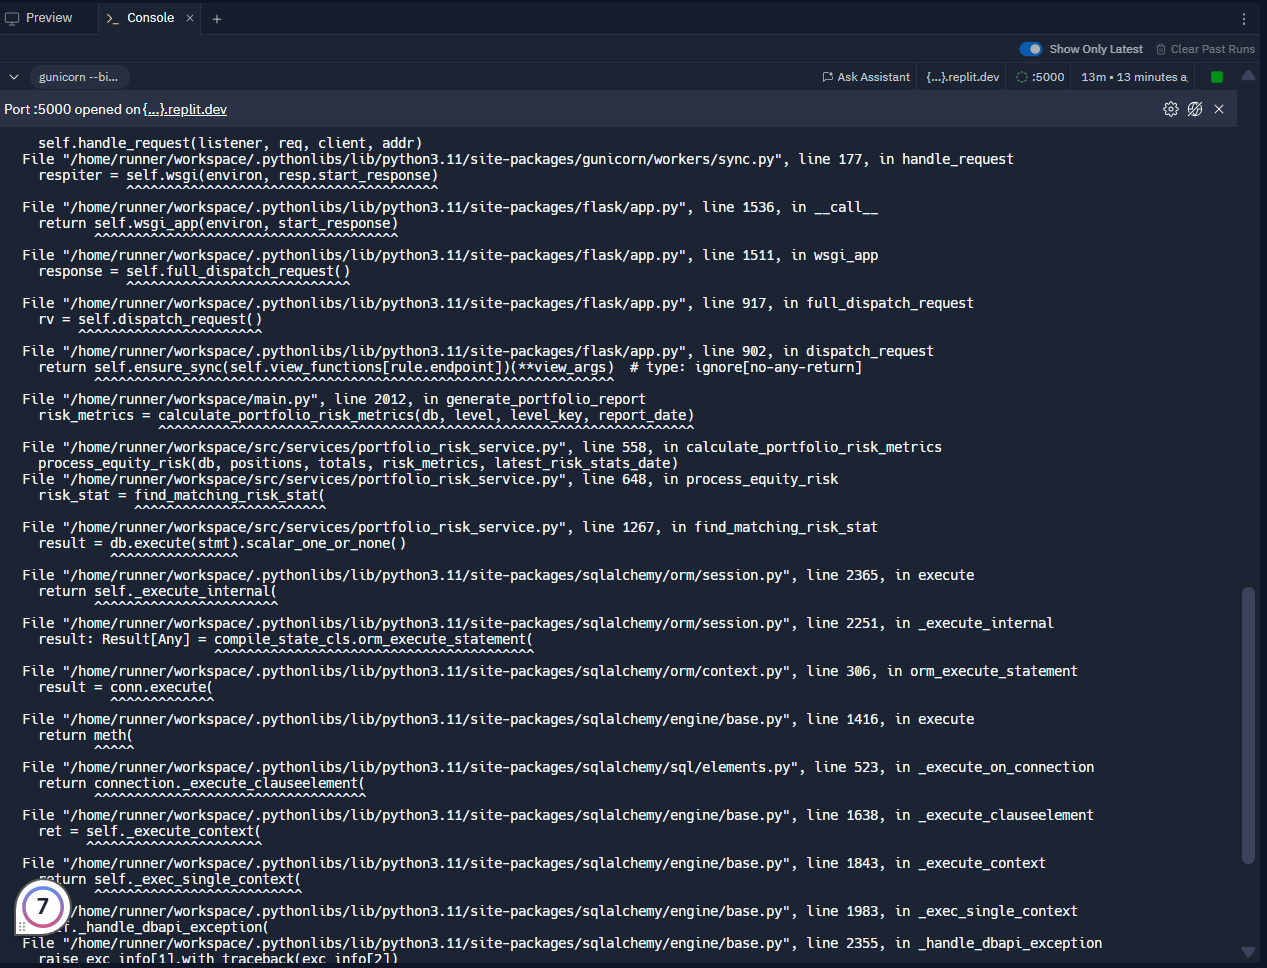 Preview
Console
Show Only Latest
Clear Past Runs
gunicorn --bi...
Ask Assistant
{...}.replit.dev
:5000
13m • 13 minutes a
Port :5000 opened on {...}.replit.dev
self.handle_request(listener, req, client, addr)
File "/home/runner/workspace/.pythonlibs/lib/python3.11/site-packages/gunicorn/workers/sync.py", line 177, in handle_request
respiter = self.wsgi(environ, resp.start_response)
^^^^^^^^^^^^^^^^^^^^^^^^^^^^^^^^^^^^^^^
File "/home/runner/workspace/.pythonlibs/lib/python3.11/site-packages/flask/app.py", line 1536, in __call__
return self.wsgi_app(environ, start_response)
^^^^^^^^^^^^^^^^^^^^^^^^^^^^^^^^^^^^^^
File "/home/runner/workspace/.pythonlibs/lib/python3.11/site-packages/flask/app.py", line 1511, in wsgi_app
response = self.full_dispatch_request()
^^^^^^^^^^^^^^^^^^^^^^^^^^^^
File "/home/runner/workspace/.pythonlibs/lib/python3.11/site-packages/flask/app.py", line 917, in full_dispatch_request
rv = self.dispatch_request()
^^^^^^^^^^^^^^^^^^^^^^^
File "/home/runner/workspace/.pythonlibs/lib/python3.11/site-packages/flask/app.py", line 902, in dispatch_request
return self.ensure_sync(self.view_functions[rule.endpoint])(**view_args)  # type: ignore[no-any-return]
^^^^^^^^^^^^^^^^^^^^^^^^^^^^^^^^^^^^^^^^^^^^^^^^^^^^^^^^^^^^^^^^^
File "/home/runner/workspace/main.py", line 2012, in generate_portfolio_report
risk_metrics = calculate_portfolio_risk_metrics(db, level, level_key, report_date)
^^^^^^^^^^^^^^^^^^^^^^^^^^^^^^^^^^^^^^^^^^^^^^^^^^^^^^^^^^^^^^^^^^^
File "/home/runner/workspace/src/services/portfolio_risk_service.py", line 558, in calculate_portfolio_risk_metrics
process_equity_risk(db, positions, totals, risk_metrics, latest_risk_stats_date)
File "/home/runner/workspace/src/services/portfolio_risk_service.py", line 648, in process_equity_risk
risk_stat = find_matching_risk_stat(
^^^^^^^^^^^^^^^^^^^^^^^^
File "/home/runner/workspace/src/services/portfolio_risk_service.py", line 1267, in find_matching_risk_stat
result = db.execute(stmt).scalar_one_or_none()
^^^^^^^^^^^^^^^^
File "/home/runner/workspace/.pythonlibs/lib/python3.11/site-packages/sqlalchemy/orm/session.py", line 2365, in execute
return self._execute_internal(
^^^^^^^^^^^^^^^^^^^^^^^
File "/home/runner/workspace/.pythonlibs/lib/python3.11/site-packages/sqlalchemy/orm/session.py", line 2251, in _execute_internal
result: Result[Any] = compile_state_cls.orm_execute_statement(
^^^^^^^^^^^^^^^^^^^^^^^^^^^^^^^^^^^^^^^^
File "/home/runner/workspace/.pythonlibs/lib/python3.11/site-packages/sqlalchemy/orm/context.py", line 306, in orm_execute_statement
result = conn.execute(
^^^^^^^^^^^^^
File "/home/runner/workspace/.pythonlibs/lib/python3.11/site-packages/sqlalchemy/engine/base.py", line 1416, in execute
return meth(
^^^^^
File "/home/runner/workspace/.pythonlibs/lib/python3.11/site-packages/sqlalchemy/sql/elements.py", line 523, in _execute_on_connection
return connection._execute_clauseelement(
^^^^^^^^^^^^^^^^^^^^^^^^^^^^^^^^^^
File "/home/runner/workspace/.pythonlibs/lib/python3.11/site-packages/sqlalchemy/engine/base.py", line 1638, in _execute_clauseelement
ret = self._execute_context(
^^^^^^^^^^^^^^^^^^^^^^
File "/home/runner/workspace/.pythonlibs/lib/python3.11/site-packages/sqlalchemy/engine/base.py", line 1843, in _execute_context
return self._exec_single_context(
^^^^^^^^^^^^^^^^^^^^^^^^^^
7
/home/runner/workspace/.pythonlibs/lib/python3.11/site-packages/sqlalchemy/engine/base.py", line 1983, in _exec_single_context
._handle_dbapi_exception(
File "/home/runner/workspace/.pythonlibs/lib/python3.11/site-packages/sqlalchemy/engine/base.py", line 2355, in _handle_dbapi_exception
raise exc_info[1].with_traceback(exc_info[2])